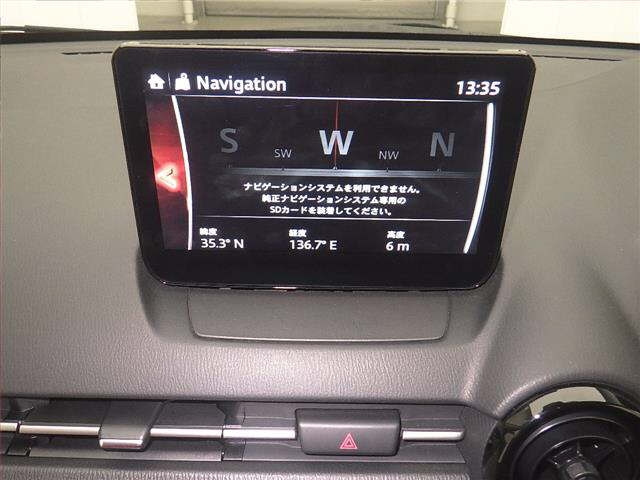 Navigation
13:35
S SW W NW N
ナビゲーションシステムを利用できません。
純正ナビゲーションシステム専用の
SDカードを装着してください。
緯度 経度 高度
35.3° N 136.7° E 6 m